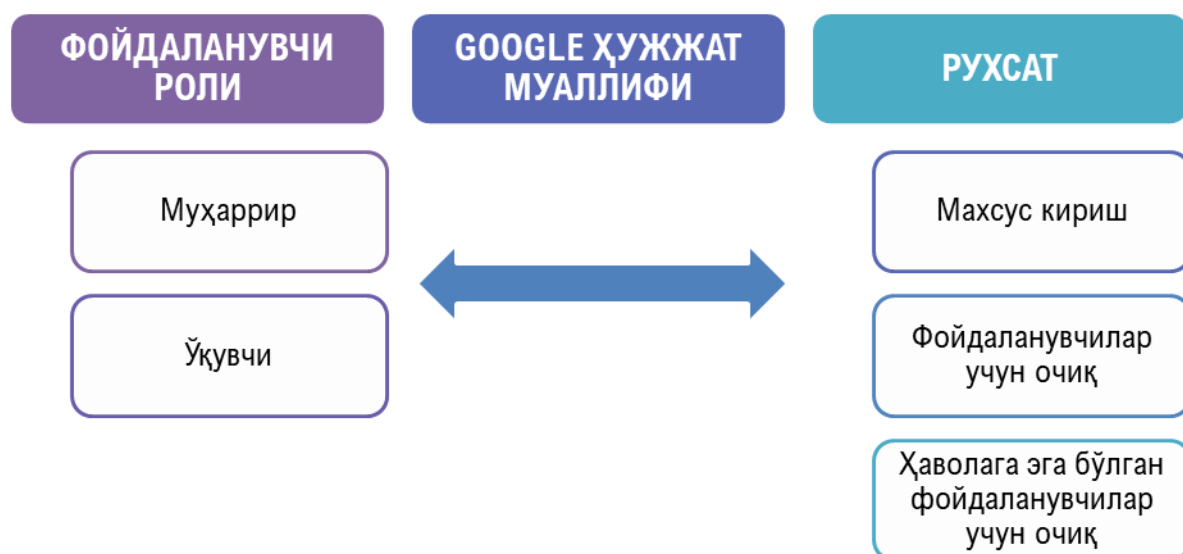 ФОЙДАЛАНУВЧИ
РОЛИ
GOOGLE ҲУЖЖАТ
МУАЛЛИФИ
РУХСАТ
Муҳаррир
Ўқувчи
Махсус кириш
Фойдаланувчилар
учун очиқ
Ҳаволага эга бўлган
фойдаланувчилар
учун очиқ